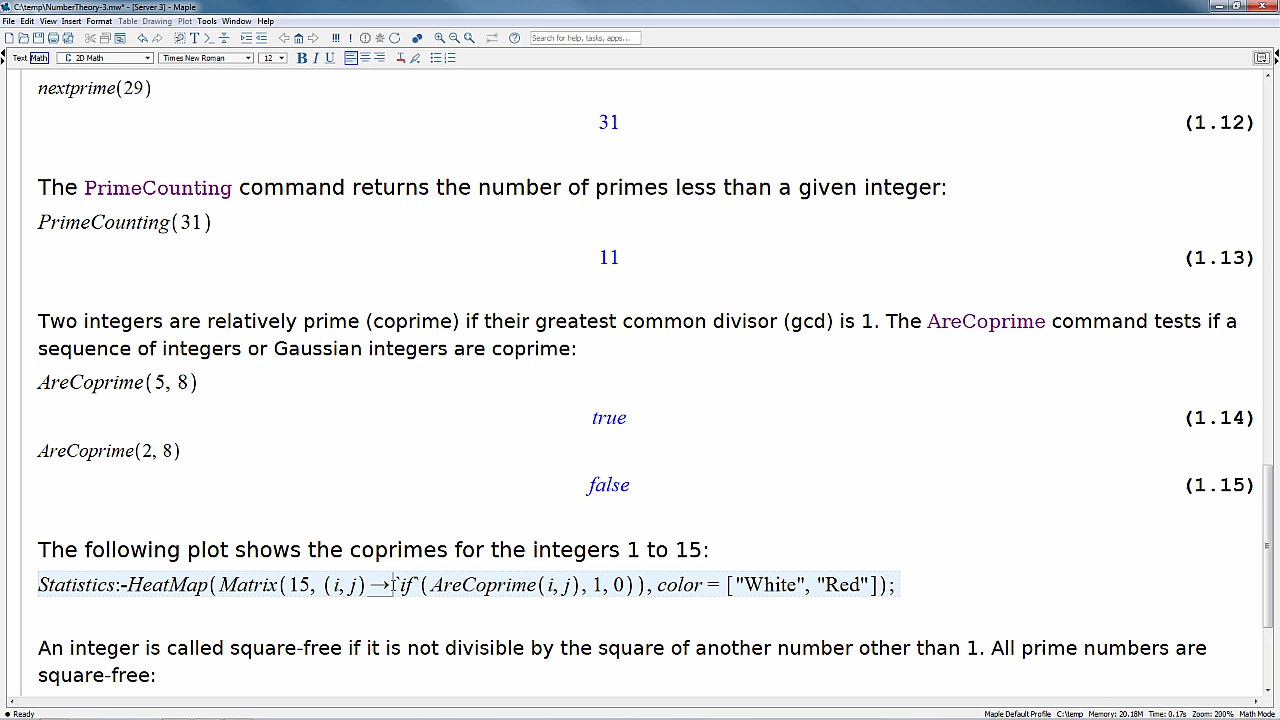 C:\temp\NumberTheory-3.mw* - [Server 3] - Maple
File Edit View Insert Format Table Drawing Plot Tools Window Help
Search for help, tasks, apps...
Text Math C 2D Math Times New Roman 12 B I U
nextprime(29)
31 (1.12)
The PrimeCounting command returns the number of primes less than a given integer:
PrimeCounting(31)
11 (1.13)
Two integers are relatively prime (coprime) if their greatest common divisor (gcd) is 1. The AreCoprime command tests if a
sequence of integers or Gaussian integers are coprime:
AreCoprime(5, 8)
true (1.14)
AreCoprime(2, 8)
false (1.15)
The following plot shows the coprimes for the integers 1 to 15:
Statistics:-HeatMap(Matrix(15, (i, j)→`if`(AreCoprime(i, j), 1, 0)), color = ["White", "Red"]);
An integer is called square-free if it is not divisible by the square of another number other than 1. All prime numbers are
square-free:
Ready Maple Default Profile C:\temp Memory: 20.18M Time: 0.17s Zoom: 200% Math Mode